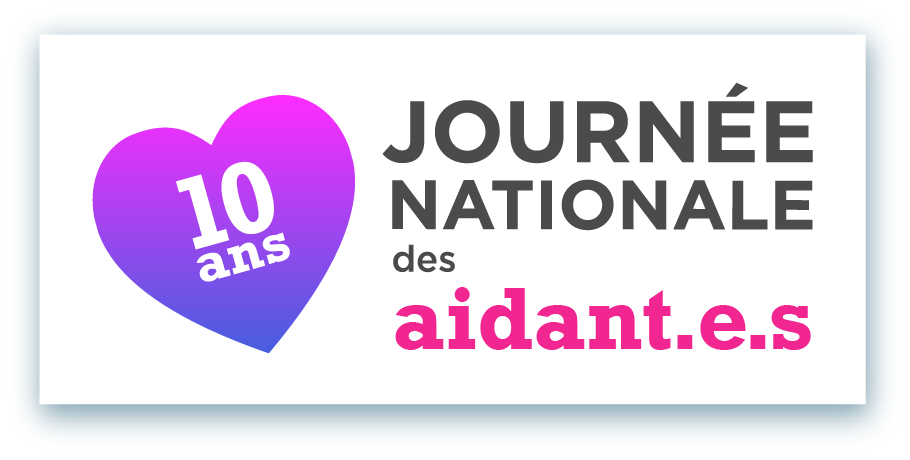 10
ans
JOURNÉE
NATIONALE
des
aidant.e.s